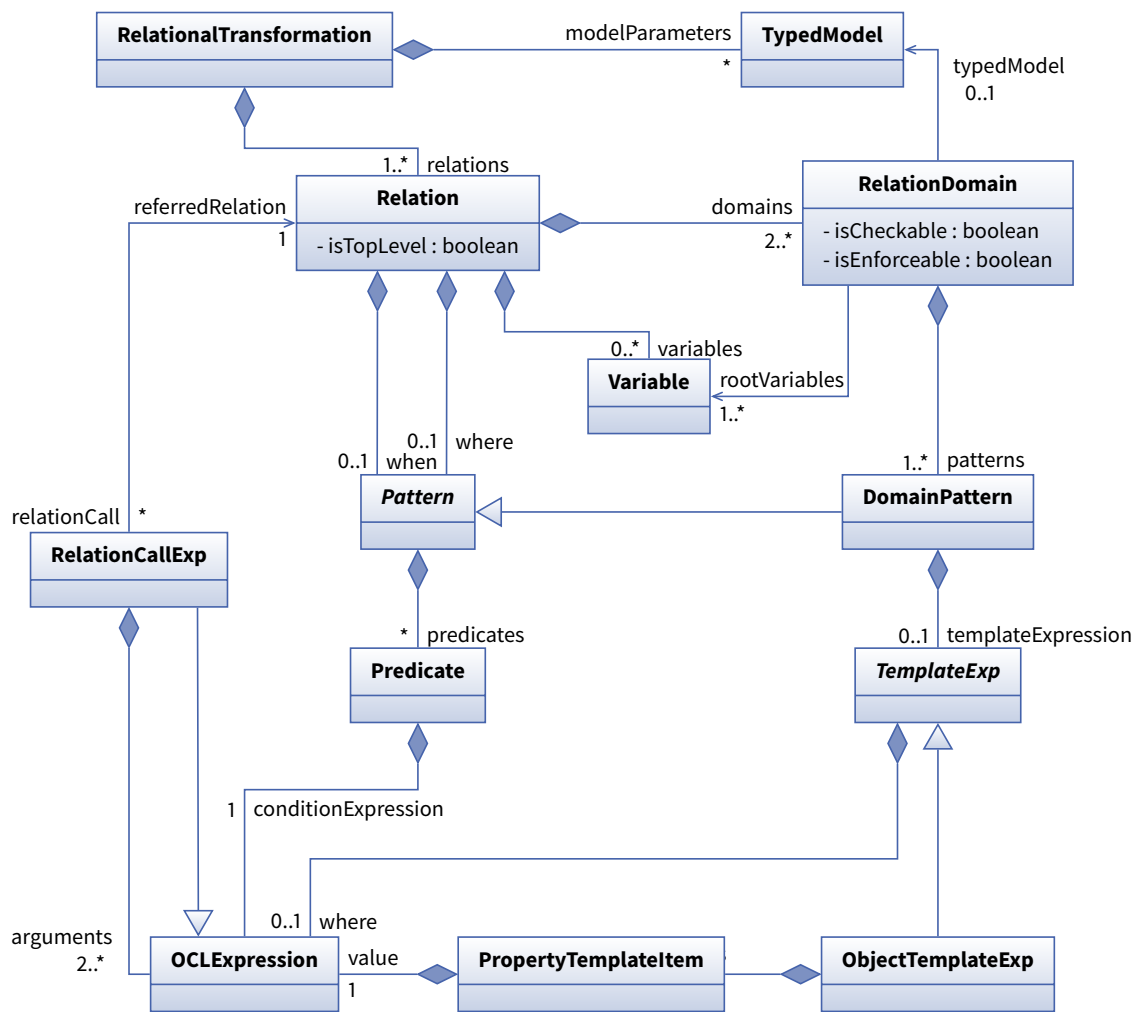 RelationalTransformation
modelParameters
*
TypedModel
typedModel
0..1
1..*
relations
Relation
- isTopLevel : boolean
referredRelation
1
domains
2..*
RelationDomain
- isCheckable : boolean
- isEnforceable : boolean
0..*
variables
Variable
rootVariables
1..*
0..1
where
0..1
when
1..*
patterns
Pattern
DomainPattern
relationCall
*
RelationCallExp
*
predicates
0..1
templateExpression
Predicate
TemplateExp
1
conditionExpression
0..1
where
arguments
2..*
OCLExpression
value
1
PropertyTemplateItem
ObjectTemplateExp